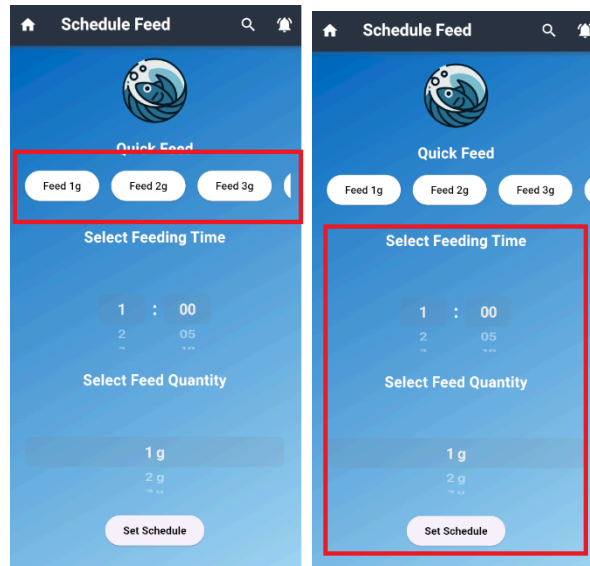 Schedule Feed
Quick Feed
Feed 1g Feed 2g Feed 3g
Select Feeding Time
1 : 00
2 05
Select Feed Quantity
1 g
2 g
Set Schedule
Schedule Feed
Quick Feed
Feed 1g Feed 2g Feed 3g
Select Feeding Time
1 : 00
2 05
Select Feed Quantity
1 g
2 g
Set Schedule